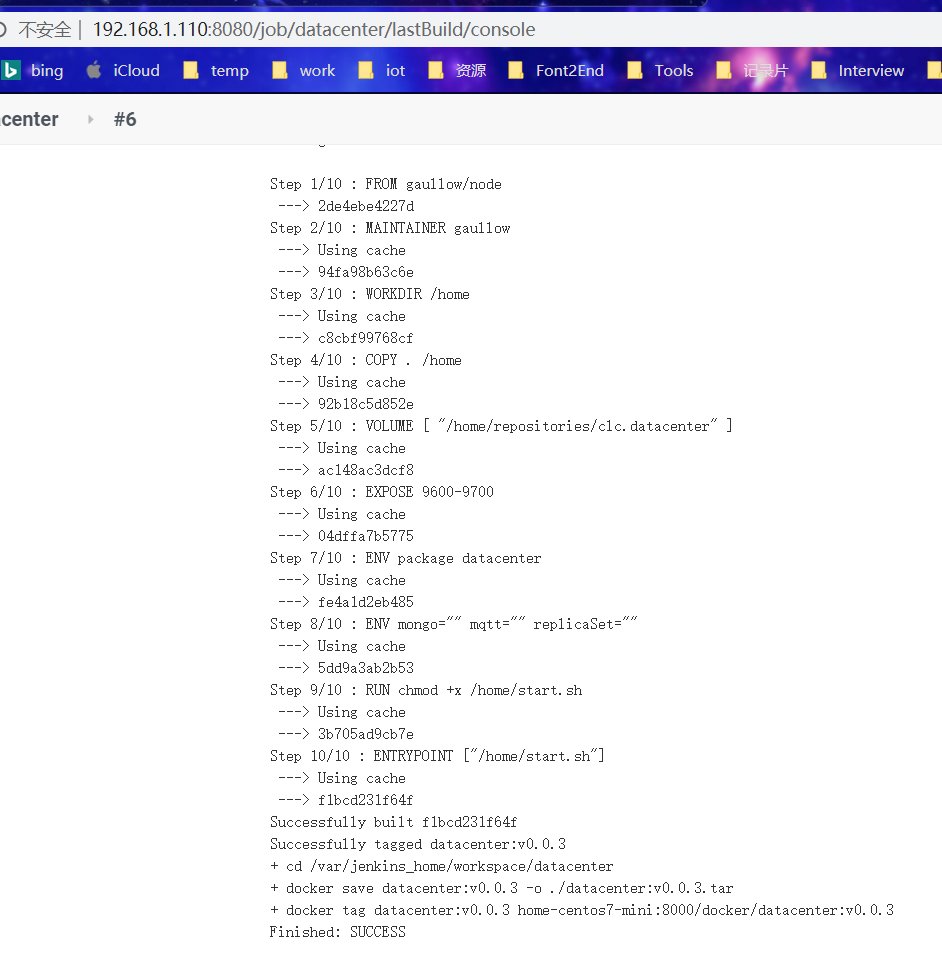 不安全 | 192.168.1.110:8080/job/datacenter/lastBuild/console
bing iCloud temp work iot 资源 Font2End Tools 记录片 Interview
center #6
Step 1/10 : FROM gaullow/node
---> 2de4ebe4227d
Step 2/10 : MAINTAINER gaullow
---> Using cache
---> 94fa98b63c6e
Step 3/10 : WORKDIR /home
---> Using cache
---> c8cbf99768cf
Step 4/10 : COPY . /home
---> Using cache
---> 92b18c5d852e
Step 5/10 : VOLUME [ "/home/repositories/clc.datacenter" ]
---> Using cache
---> ac148ac3dcf8
Step 6/10 : EXPOSE 9600-9700
---> Using cache
---> 04dffa7b5775
Step 7/10 : ENV package datacenter
---> Using cache
---> fe4a1d2eb485
Step 8/10 : ENV mongo="" mqtt="" replicaSet=""
---> Using cache
---> 5dd9a3ab2b53
Step 9/10 : RUN chmod +x /home/start.sh
---> Using cache
---> 3b705ad9cb7e
Step 10/10 : ENTRYPOINT ["/home/start.sh"]
---> Using cache
---> f1bcd231f64f
Successfully built f1bcd231f64f
Successfully tagged datacenter:v0.0.3
+ cd /var/jenkins_home/workspace/datacenter
+ docker save datacenter:v0.0.3 -o ./datacenter:v0.0.3.tar
+ docker tag datacenter:v0.0.3 home-centos7-mini:8000/docker/datacenter:v0.0.3
Finished: SUCCESS